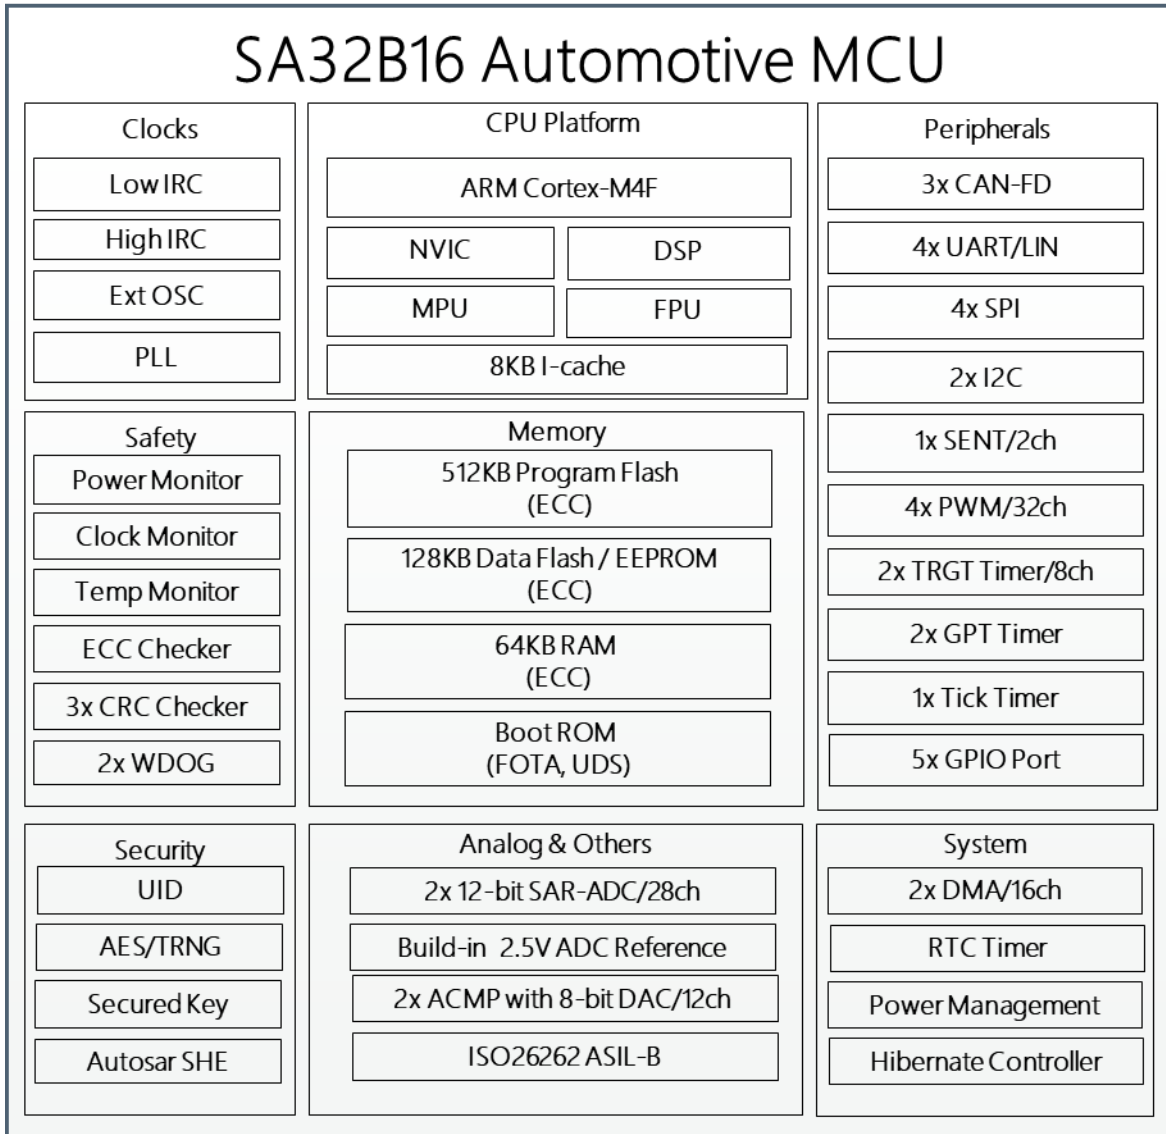 SA32B16 Automotive MCU
Clocks
Low IRC
High IRC
Ext OSC
PLL
CPU Platform
ARM Cortex-M4F
NVIC
DSP
MPU
FPU
8KB I-cache
Peripherals
3x CAN-FD
4x UART/LIN
4x SPI
2x I2C
1x SENT/2ch
4x PWM/32ch
2x TRGT Timer/8ch
2x GPT Timer
1x Tick Timer
5x GPIO Port
Safety
Power Monitor
Clock Monitor
Temp Monitor
ECC Checker
3x CRC Checker
2x WDOG
Memory
512KB Program Flash
(ECC)
128KB Data Flash / EEPROM
(ECC)
64KB RAM
(ECC)
Boot ROM
(FOTA, UDS)
Security
UID
AES/TRNG
Secured Key
Autosar SHE
Analog & Others
2x 12-bit SAR-ADC/28ch
Build-in 2.5V ADC Reference
2x ACMP with 8-bit DAC/12ch
ISO26262 ASIL-B
System
2x DMA/16ch
RTC Timer
Power Management
Hibernate Controller